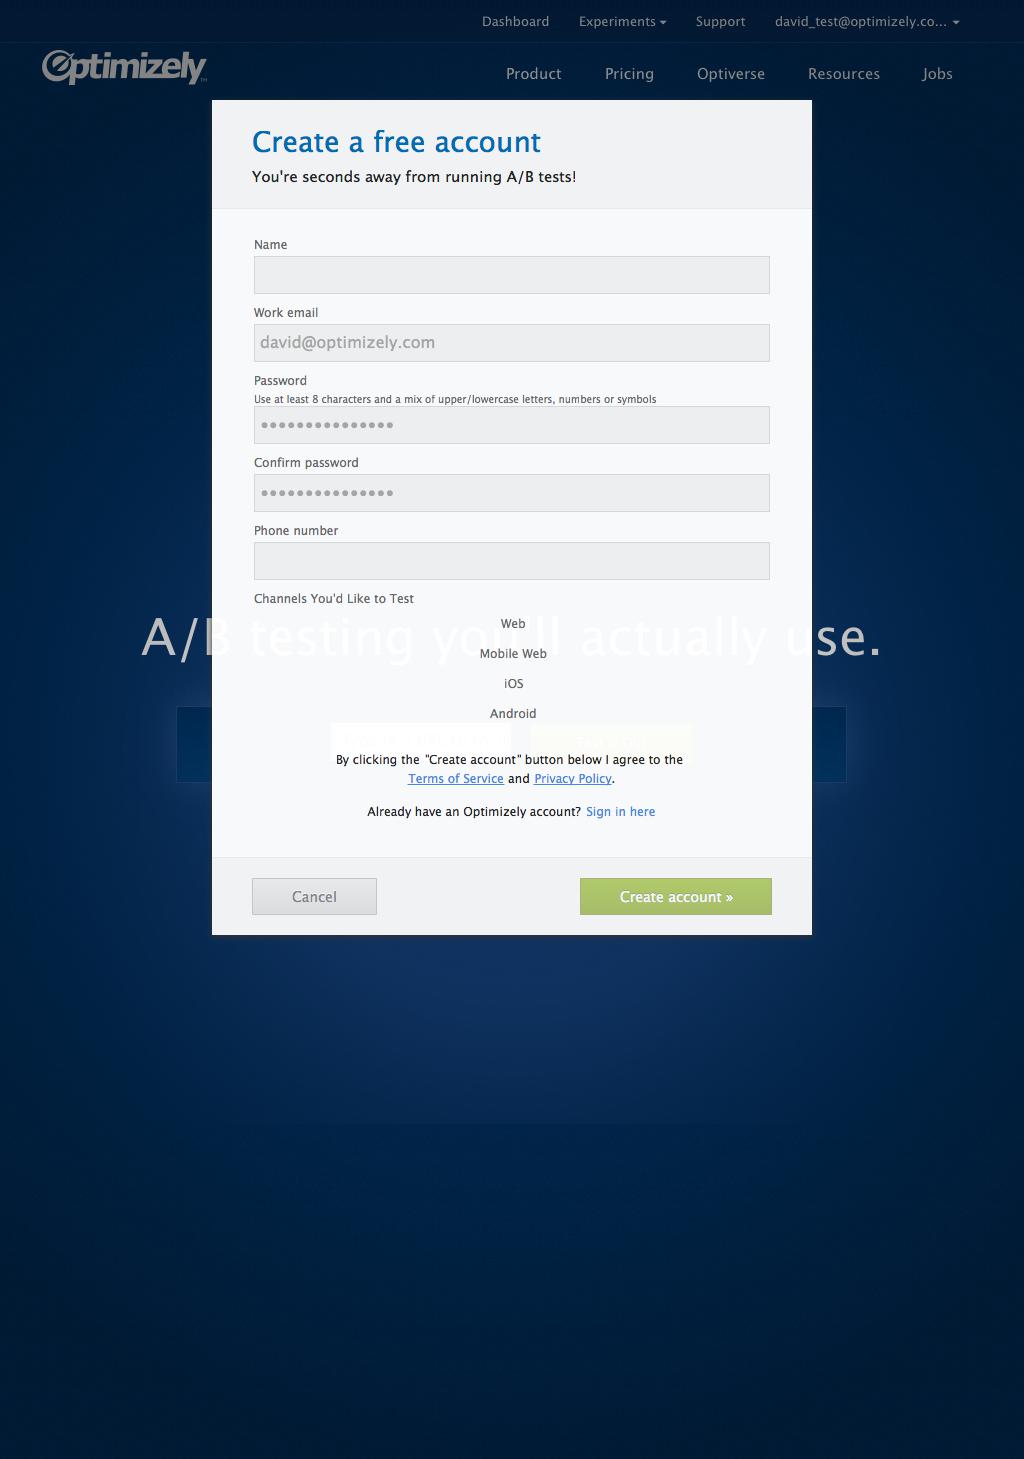 Dashboard Experiments Support david_test@optimizely.co...
Optimizely™
Product Pricing Optiverse Resources Jobs
Create a free account
You're seconds away from running A/B tests!
Name
Work email
david@optimizely.com
Password
Use at least 8 characters and a mix of upper/lowercase letters, numbers or symbols
•••••••••••••••
Confirm password
•••••••••••••••
Phone number
Channels You'd Like to Test
Web
A/B testing you'll actually use.
Mobile Web
iOS
Android
By clicking the "Create account" button below I agree to the
Terms of Service and Privacy Policy.
Already have an Optimizely account? Sign in here
Cancel Create account »